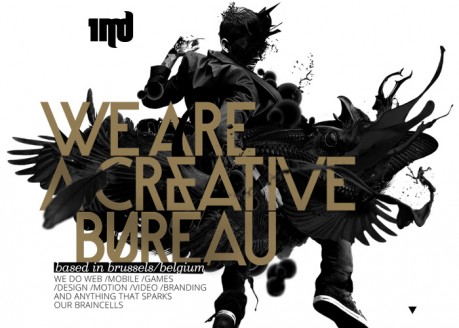 1MD
WE ARE
A CREATIVE
BUREAU
based in brussels/belgium
WE DO WEB /MOBILE /GAMES
/DESIGN /MOTION /VIDEO /BRANDING
AND ANYTHING THAT SPARKS
OUR BRAINCELLS